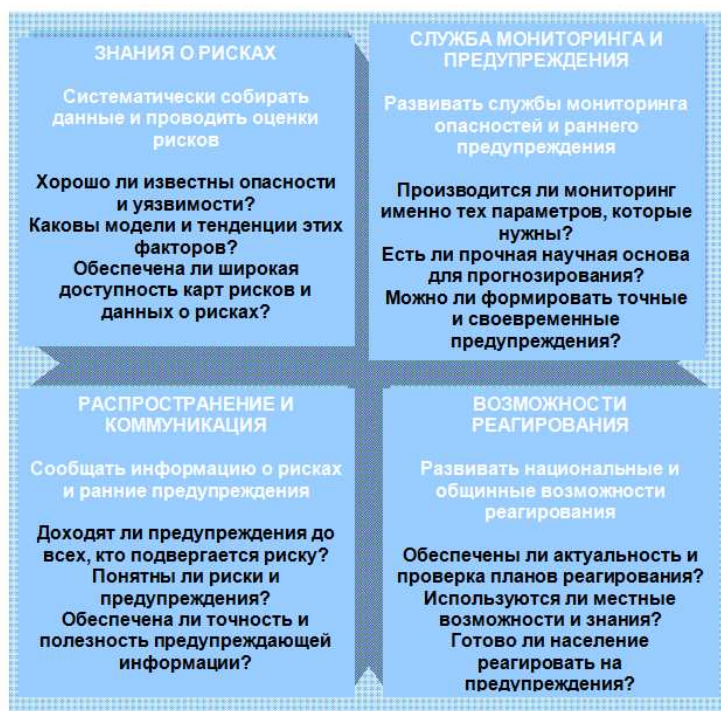 ЗНАНИЯ О РИСКАХ
Систематически собирать
данные и проводить оценки
рисков
Хорошо ли известны опасности
и уязвимости?
Каковы модели и тенденции этих
факторов?
Обеспечена ли широкая
доступность карт рисков и
данных о рисках?
СЛУЖБА МОНИТОРИНГА И
ПРЕДУПРЕЖДЕНИЯ
Развивать службы мониторинга
опасностей и раннего
предупреждения
Производится ли мониторинг
именно тех параметров, которые
нужны?
Есть ли прочная научная основа
для прогнозирования?
Можно ли формировать точные
и своевременные
предупреждения?
РАСПРОСТРАНЕНИЕ И
КОММУНИКАЦИЯ
Сообщать информацию о рисках
и ранние предупреждения
Доходят ли предупреждения до
всех, кто подвергается риску?
Понятны ли риски и
предупреждения?
Обеспечена ли точность и
полезность предупреждающей
информации?
ВОЗМОЖНОСТИ
РЕАГИРОВАНИЯ
Развивать национальные и
общинные возможности
реагирования
Обеспечены ли актуальность и
проверка планов реагирования?
Используются ли местные
возможности и знания?
Готово ли население
реагировать на
предупреждения?